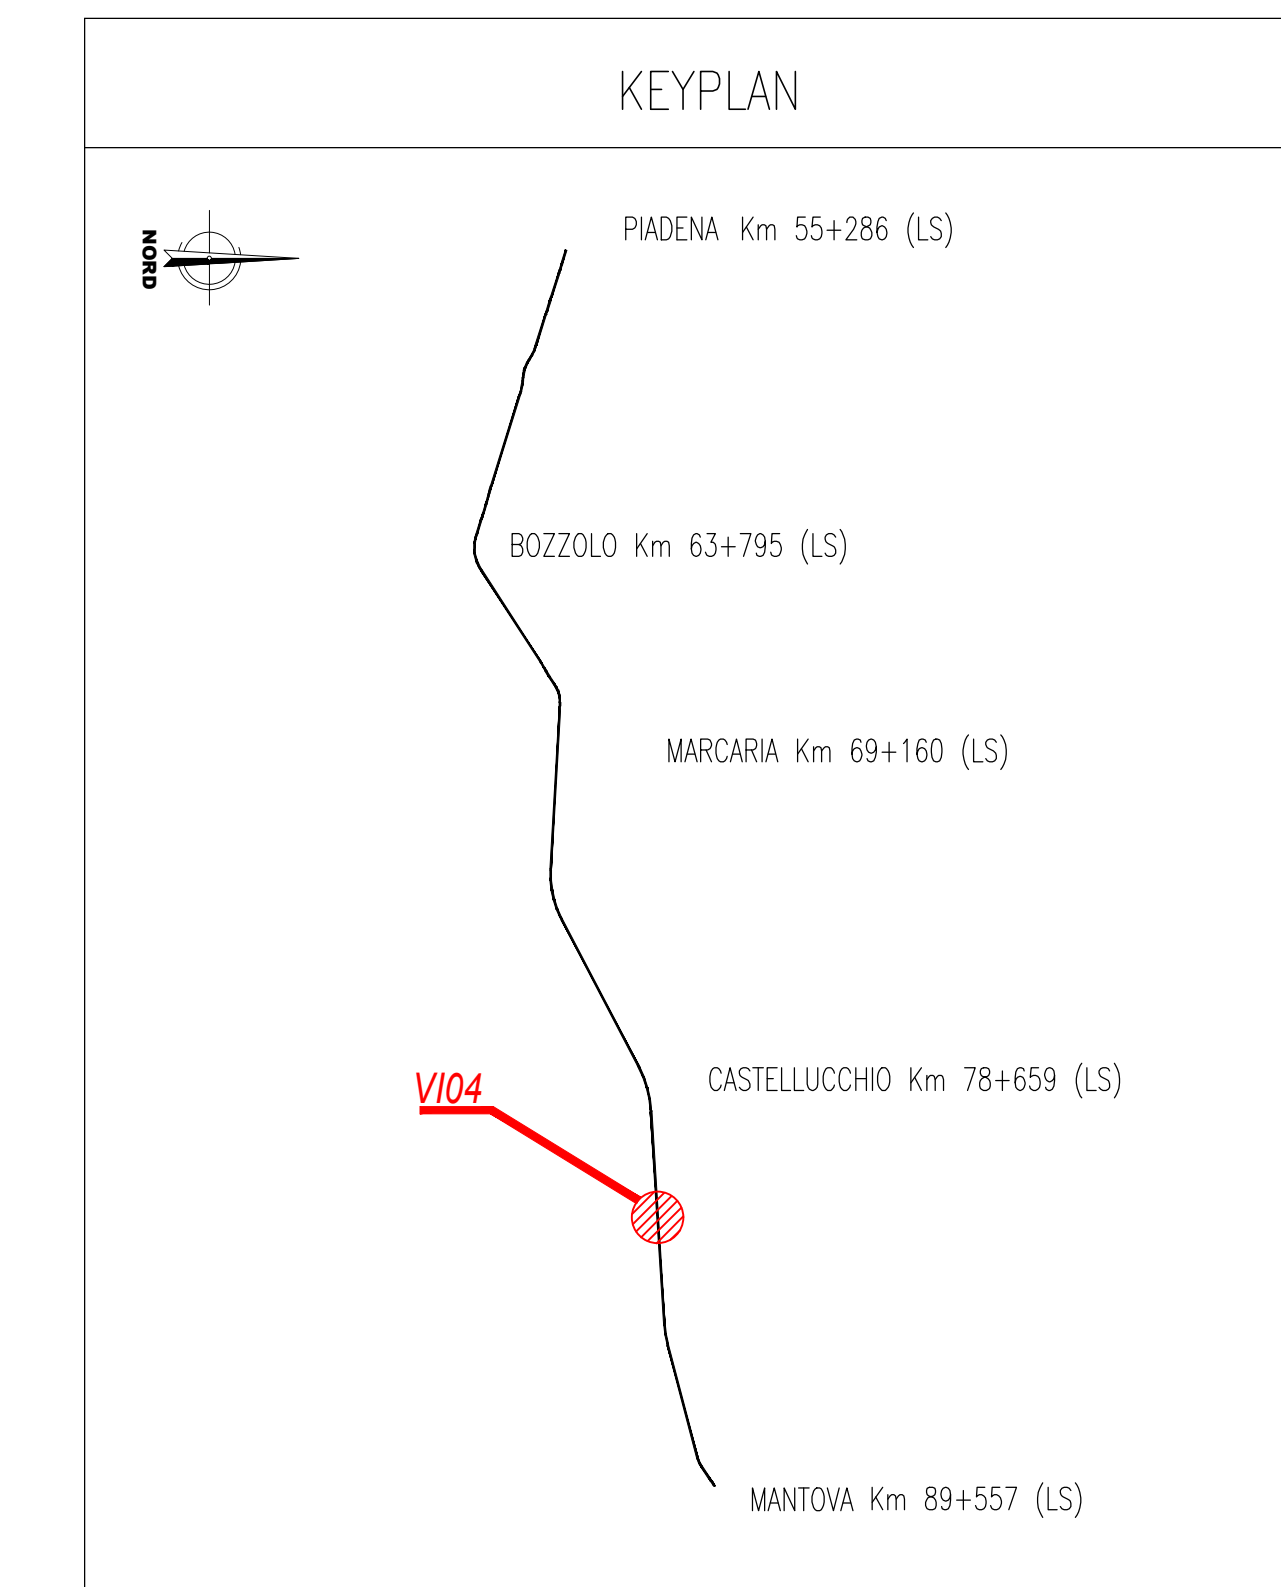 KEYPLAN
NORD
PIADENA Km 55+286 (LS)
BOZZOLO Km 63+795 (LS)
MARCARIA Km 69+160 (LS)
CASTELLUCCHIO Km 78+659 (LS)
VI04
MANTOVA Km 89+557 (LS)